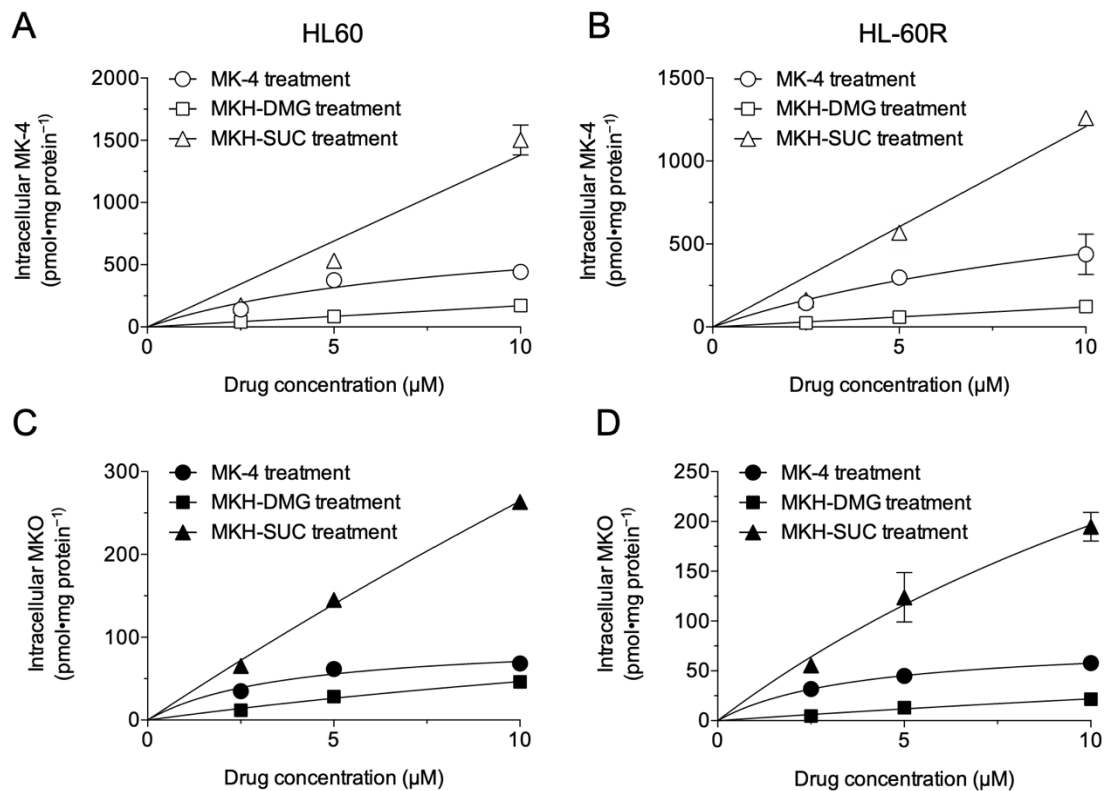 A
HL60
MK-4 treatment
MKH-DMG treatment
MKH-SUC treatment
Intracellular MK-4
(pmol•mg protein⁻¹)
2000
1500
1000
500
0
0
5
10
Drug concentration (µM)
B
HL-60R
MK-4 treatment
MKH-DMG treatment
MKH-SUC treatment
Intracellular MK-4
(pmol•mg protein⁻¹)
1500
1000
500
0
0
5
10
Drug concentration (µM)
C
MK-4 treatment
MKH-DMG treatment
MKH-SUC treatment
Intracellular MKO
(pmol•mg protein⁻¹)
300
200
100
0
0
5
10
Drug concentration (µM)
D
MK-4 treatment
MKH-DMG treatment
MKH-SUC treatment
Intracellular MKO
(pmol•mg protein⁻¹)
250
200
150
100
50
0
0
5
10
Drug concentration (µM)